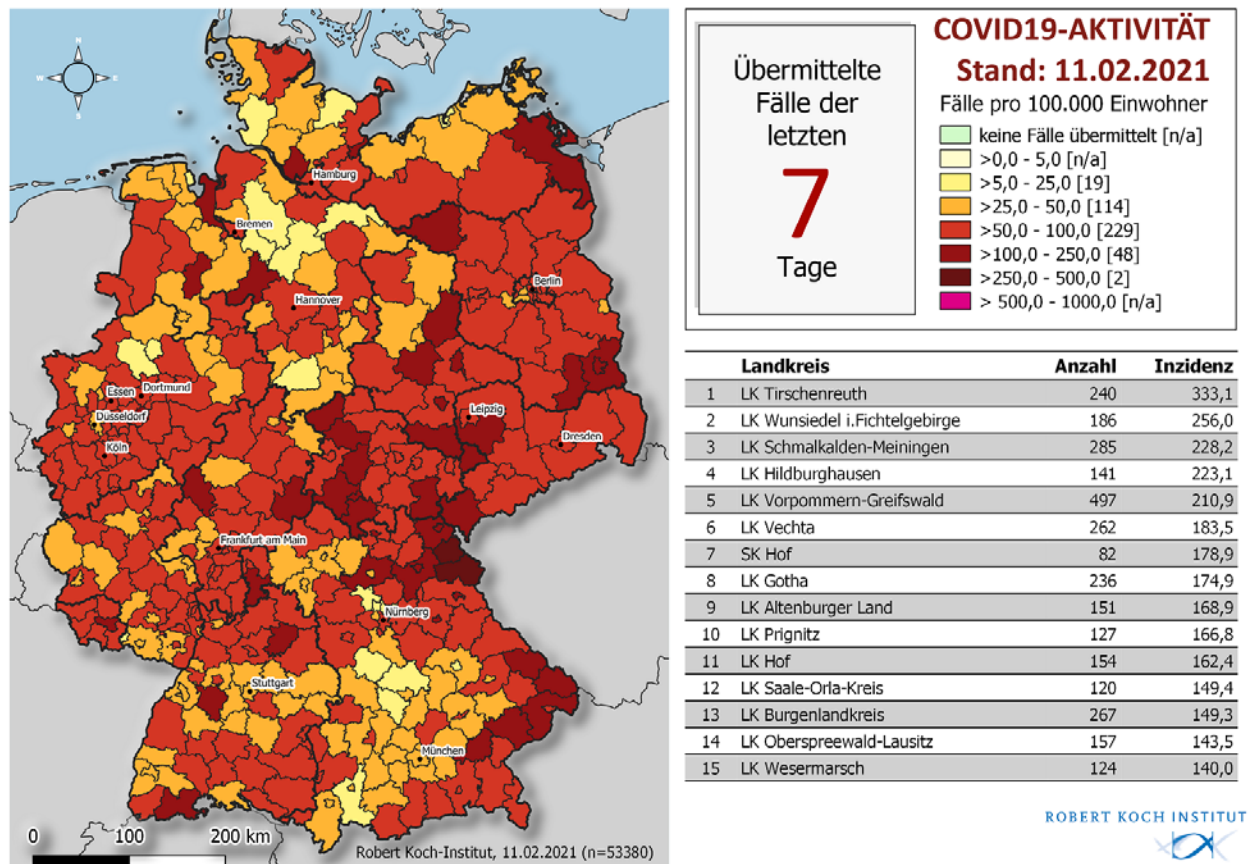 N
W
E
S
Hamburg
Bremen
Berlin
Hannover
Essen
Dortmund
Düsseldorf
Leipzig
Köln
Dresden
Frankfurt am Main
Nürnberg
Stuttgart
München
0 100 200 km
Robert Koch-Institut, 11.02.2021 (n=53380)
Übermittelte
Fälle der
letzten
7
Tage
COVID19-AKTIVITÄT
Stand: 11.02.2021
Fälle pro 100.000 Einwohner
keine Fälle übermittelt [n/a]
>0,0 - 5,0 [n/a]
>5,0 - 25,0 [19]
>25,0 - 50,0 [114]
>50,0 - 100,0 [229]
>100,0 - 250,0 [48]
>250,0 - 500,0 [2]
> 500,0 - 1000,0 [n/a]
Landkreis Anzahl Inzidenz
1 LK Tirschenreuth 240 333,1
2 LK Wunsiedel i.Fichtelgebirge 186 256,0
3 LK Schmalkalden-Meiningen 285 228,2
4 LK Hildburghausen 141 223,1
5 LK Vorpommern-Greifswald 497 210,9
6 LK Vechta 262 183,5
7 SK Hof 82 178,9
8 LK Gotha 236 174,9
9 LK Altenburger Land 151 168,9
10 LK Prignitz 127 166,8
11 LK Hof 154 162,4
12 LK Saale-Orla-Kreis 120 149,4
13 LK Burgenlandkreis 267 149,3
14 LK Oberspreewald-Lausitz 157 143,5
15 LK Wesermarsch 124 140,0
ROBERT KOCH INSTITUT